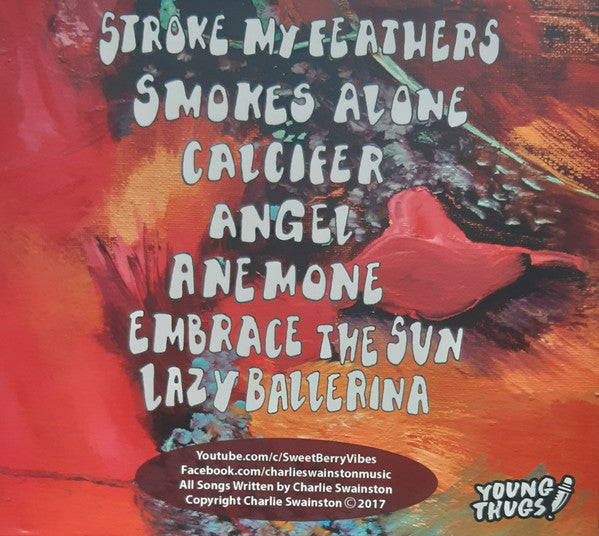 STROKE MY FEATHERS
SMOKES ALONE
CALCIFER
ANGEL
ANEMONE
EMBRACE THE SUN
LAZY BALLERINA
Youtube.com/c/SweetBerryVibes
Facebook.com/charlieswainstonmusic
All Songs Written by Charlie Swainston
Copyright Charlie Swainston © 2017
YOUNG
THUGS!